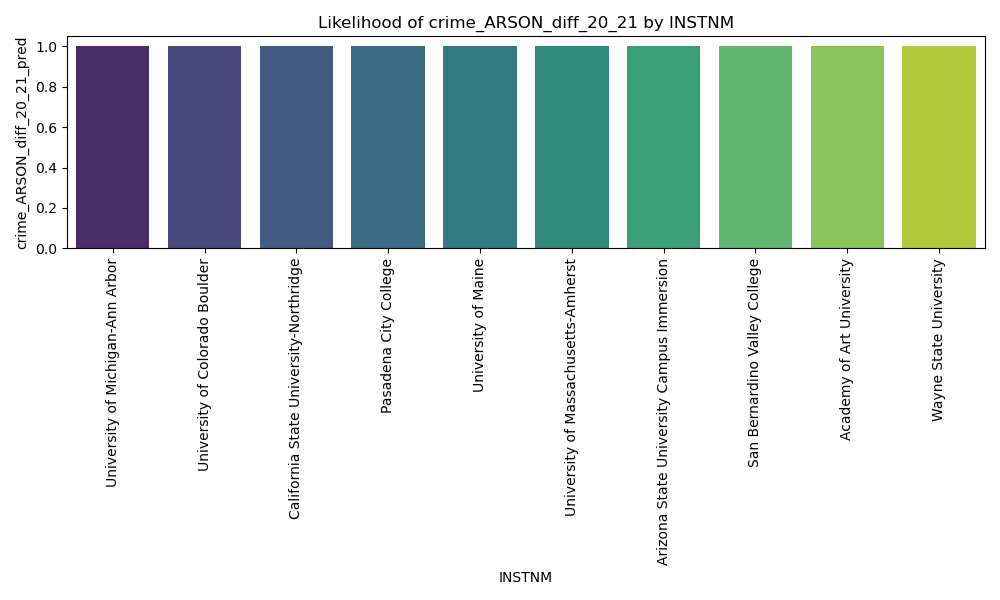 Likelihood of crime_ARSON_diff_20_21 by INSTNM
crime_ARSON_diff_20_21_pred
1.0
0.8
0.6
0.4
0.2
0.0
University of Michigan-Ann Arbor
University of Colorado Boulder
California State University-Northridge
Pasadena City College
University of Maine
University of Massachusetts-Amherst
Arizona State University Campus Immersion
San Bernardino Valley College
Academy of Art University
Wayne State University
INSTNM